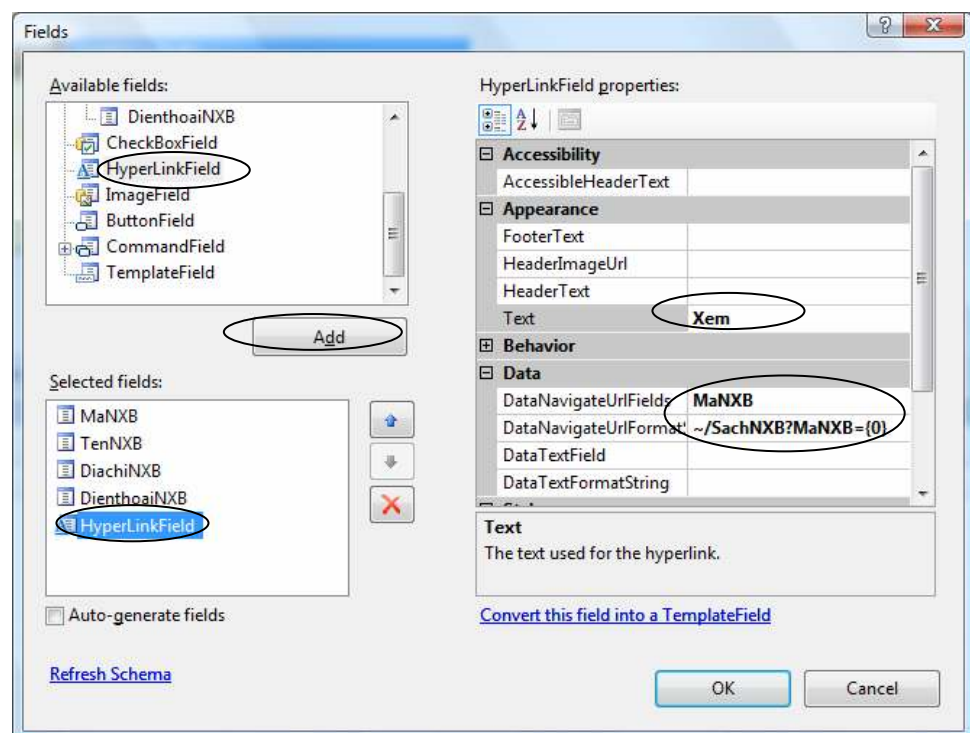 Fields
Available fields:
DienthoaiNXB
CheckBoxField
HyperLinkField
ImageField
ButtonField
CommandField
TemplateField
Add
Selected fields:
MaNXB
TenNXB
DiachiNXB
DienthoaiNXB
HyperLinkField
Auto-generate fields
Refresh Schema
HyperLinkField properties:
Accessibility
AccessibleHeaderText
Appearance
FooterText
HeaderImageUrl
HeaderText
Text Xem
Behavior
Data
DataNavigateUrlFields MaNXB
DataNavigateUrlFormat ~/SachNXB?MaNXB={0}
DataTextField
DataTextFormatString
Text
The text used for the hyperlink.
Convert this field into a TemplateField
OK Cancel